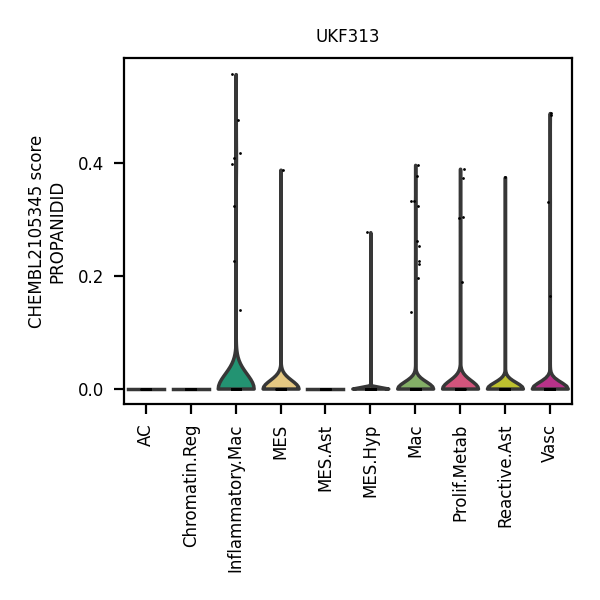 UKF313
CHEMBL2105345 score
PROPANIDID
0.4
0.2
0.0
AC
Chromatin.Reg
Inflammatory.Mac
MES
MES.Ast
MES.Hyp
Mac
Prolif.Metab
Reactive.Ast
Vasc